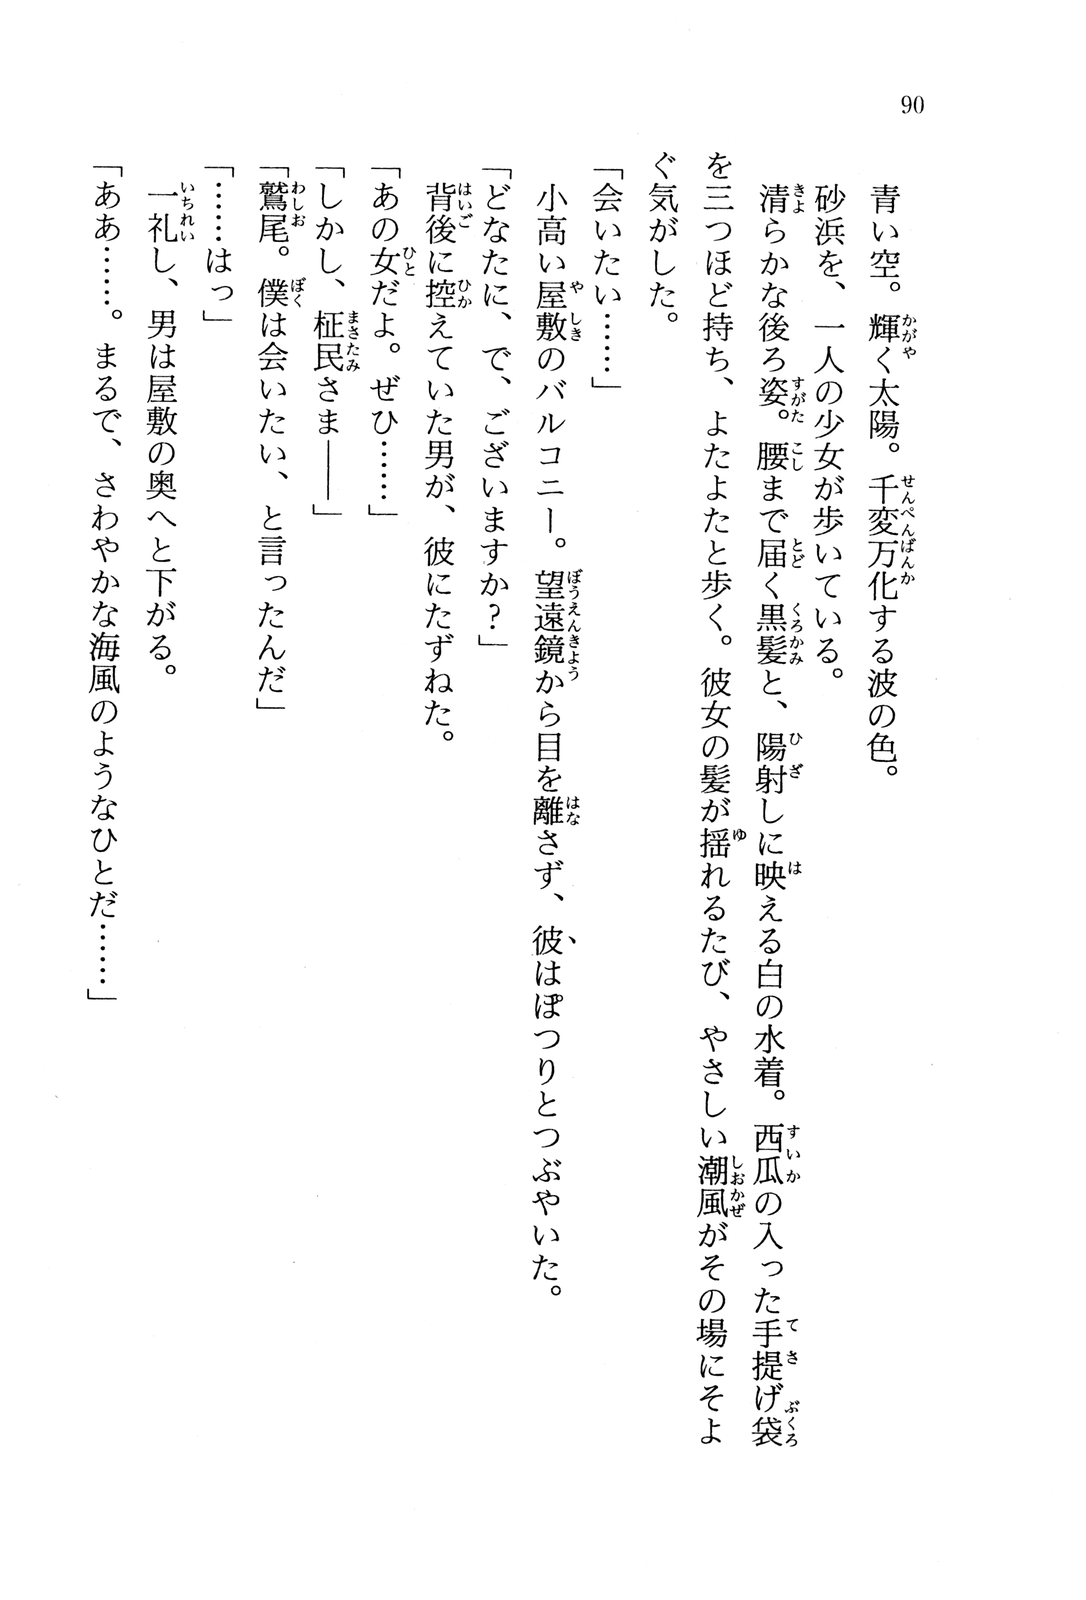 90
青い空。輝く太陽。千変万化する波の色。
砂浜を、一人の少女が歩いている。
清らかな後ろ姿。腰まで届く黒髪と、陽射しに映える白の水着。西瓜の入った手提げ袋
を三つほど持ち、よたよたと歩く。彼女の髪が揺れるたび、やさしい潮風がその場にそよ
ぐ気がした。
「会いたい……」
小高い屋敷のバルコニー。望遠鏡から目を離さず、彼はぽつりとつぶやいた。
「どなたに、で、ございますか?」
背後に控えていた男が、彼にたずねた。
「あの女だよ。ぜひ……」
「しかし、柾民さま――」
「鷲尾。僕は会いたい、と言ったんだ」
「……はっ」
一礼し、男は屋敷の奥へと下がる。
「ああ……。まるで、さわやかな海風のようなひとだ……」